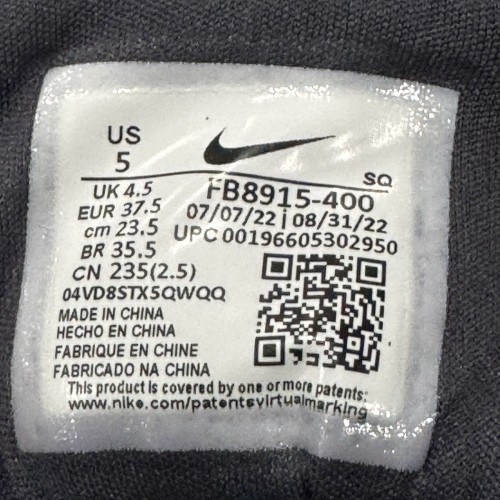 US
5
SQ
UK 4.5
FB8915-400
EUR 37.5
07/07/22 | 08/31/22
cm 23.5
UPC 00196605302950
BR 35.5
CN 235(2.5)
04VD8STX5QWQQ
MADE IN CHINA
HECHO EN CHINA
FABRIQUE EN CHINE
FABRICADO NA CHINA
This product is covered by one or more patents:
www.nike.com/patentsvirtualmarking